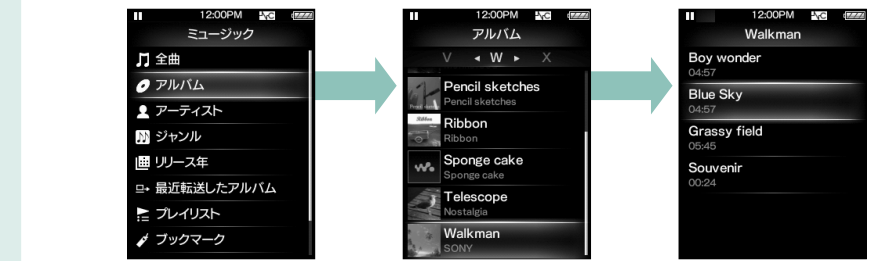 12:00PM
ミュージック
全曲
アルバム
アーティスト
ジャンル
リリース年
最近転送したアルバム
プレイリスト
ブックマーク
12:00PM
アルバム
V ◂ W ▸ X
Pencil sketches
Pencil sketches
Ribbon
Ribbon
Sponge cake
Sponge cake
Telescope
Nostalgia
Walkman
SONY
12:00PM
Walkman
Boy wonder
04:57
Blue Sky
04:57
Grassy field
05:45
Souvenir
00:24